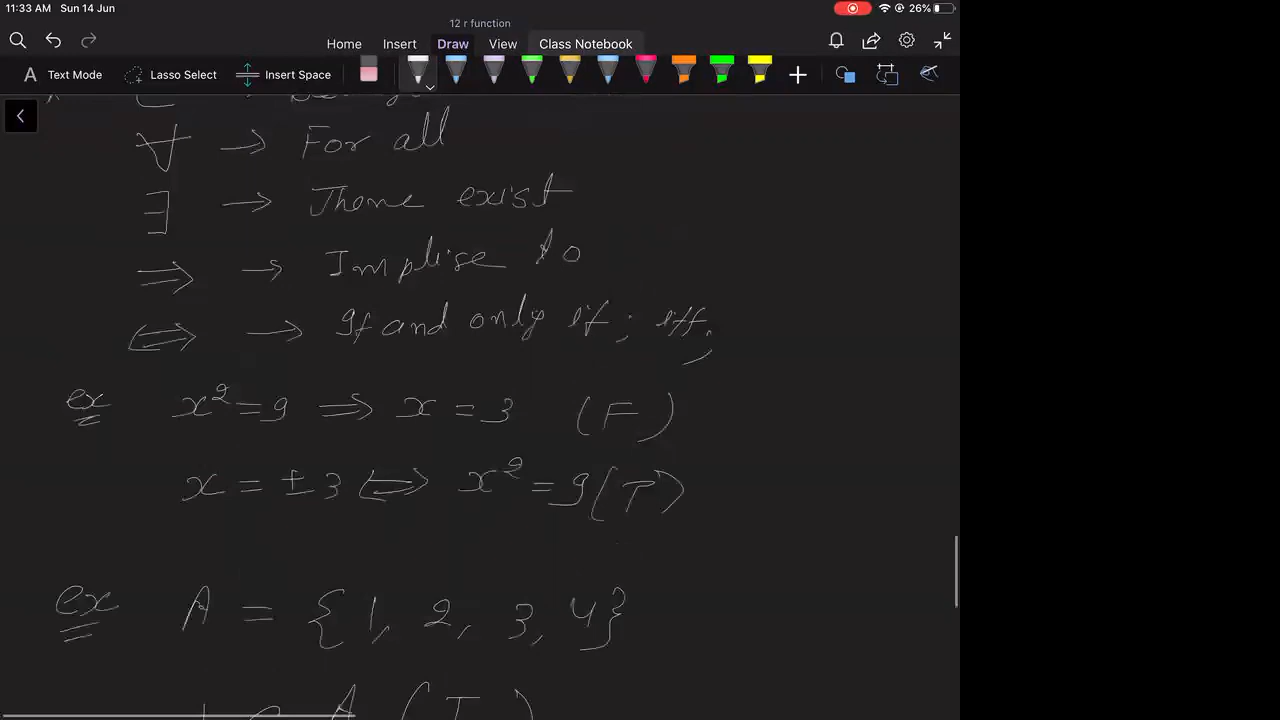 11:33 AM Sun 14 Jun
26%
12 r function
Home Insert Draw View Class Notebook
A Text Mode Lasso Select Insert Space
∀ → For all
∃ → There exist
⇒ → Implise to
⇔ → If and only if; iff;
ex x² = 9 ⇒ x = 3 (F)
x = ±3 ⇔ x² = 9 (T)
ex A = {1, 2, 3, 4}
A (T)